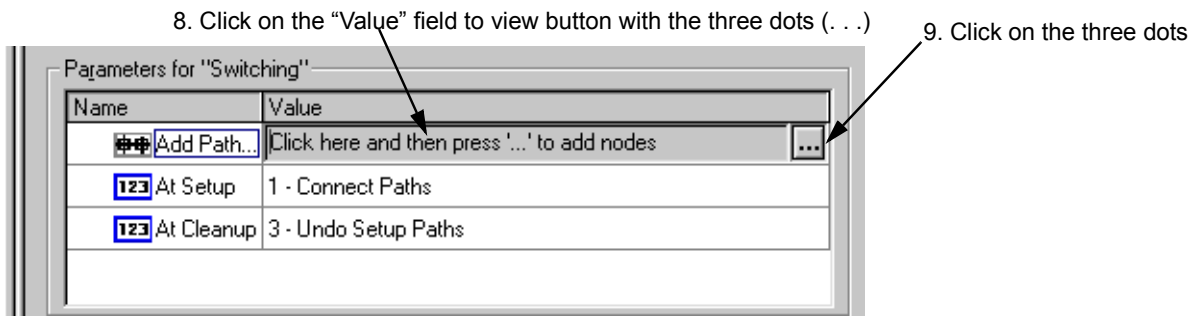 8. Click on the “Value” field to view button with the three dots (. . .)
9. Click on the three dots
Parameters for "Switching"
Name Value
Add Path... Click here and then press '...' to add nodes ...
123 At Setup 1 - Connect Paths
123 At Cleanup 3 - Undo Setup Paths